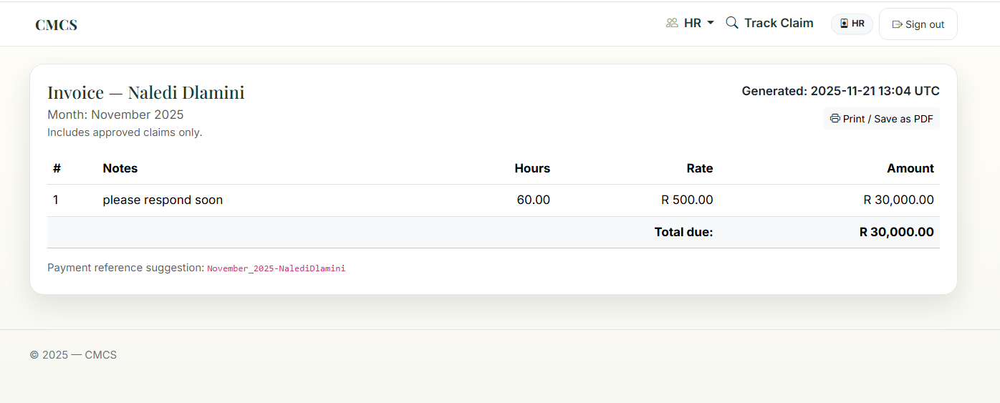 CMCS
HR
Track Claim
HR
Sign out
Invoice — Naledi Dlamini
Generated: 2025-11-21 13:04 UTC
Month: November 2025
Print / Save as PDF
Includes approved claims only.
# Notes Hours Rate Amount
1 please respond soon 60.00 R 500.00 R 30,000.00
Total due: R 30,000.00
Payment reference suggestion: November_2025-NalediDlamini
© 2025 — CMCS